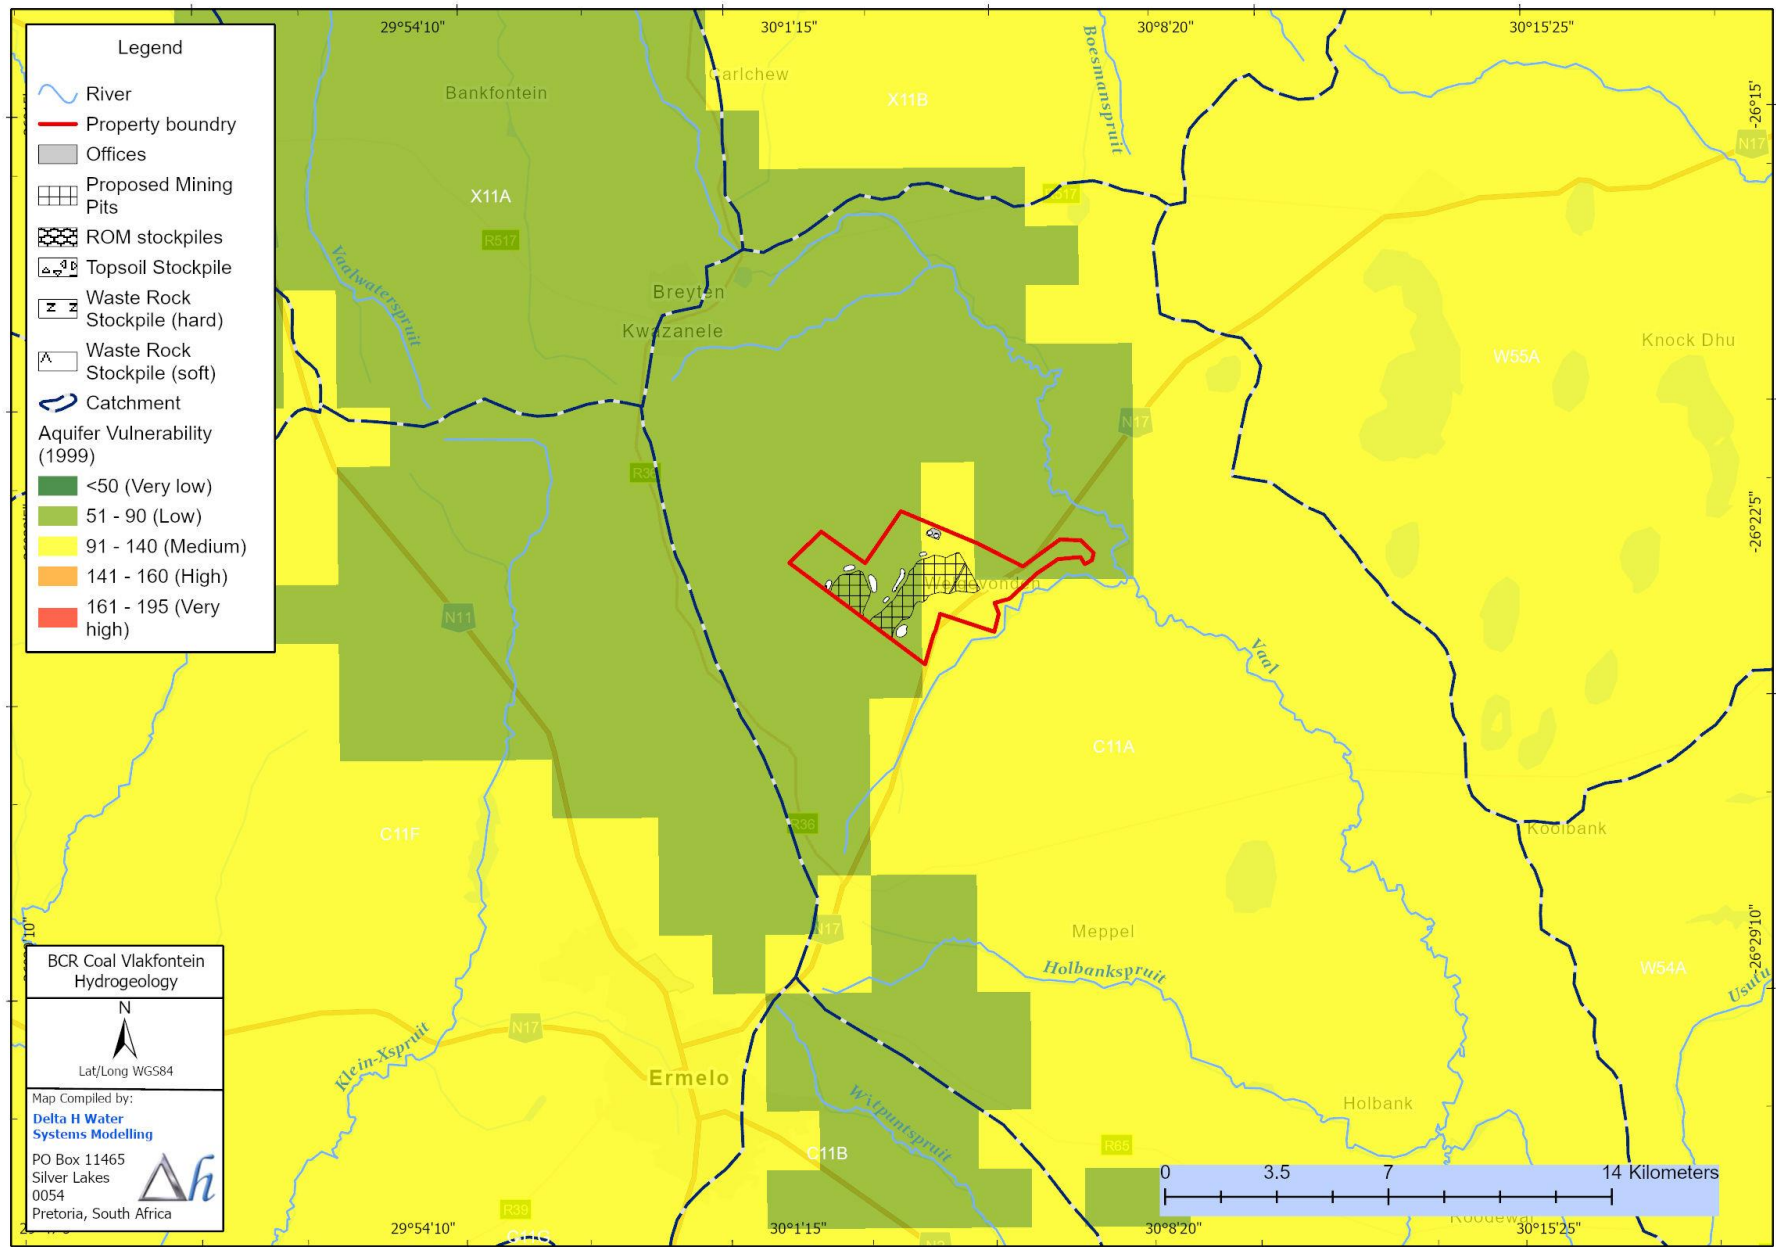 29°54'10"
30°1'15"
30°8'20"
30°15'25"
Legend
River
Property boundry
Offices
Proposed Mining
Pits
ROM stockpiles
Topsoil Stockpile
Waste Rock
Stockpile (hard)
Waste Rock
Stockpile (soft)
Catchment
Aquifer Vulnerability
(1999)
<50 (Very low)
51 - 90 (Low)
91 - 140 (Medium)
141 - 160 (High)
161 - 195 (Very
high)
Carlchew
Bankfontein
X11B
Boesmanspruit
-26°15'
N17
X11A
R517
Vaalwaterspruit
Breyten
Kwazanele
Knock Dhu
W55A
N17
-26°22'5"
N11
Vaal
C11A
C11F
R36
Koolbank
N17
Meppel
Holbankspruit
W54A
-26°29'10"
Usutu
N17
Klein-Xspruit
Ermelo
Witpuntspruit
Holbank
C11B
R65
R39
BCR Coal Vlakfontein
Hydrogeology
N
Lat/Long WGS84
Map Compiled by:
Delta H Water
Systems Modelling
PO Box 11465
Silver Lakes
0054
Pretoria, South Africa
Δh
0 3.5 7 14 Kilometers
29°54'10"
30°1'15"
30°8'20"
30°15'25"